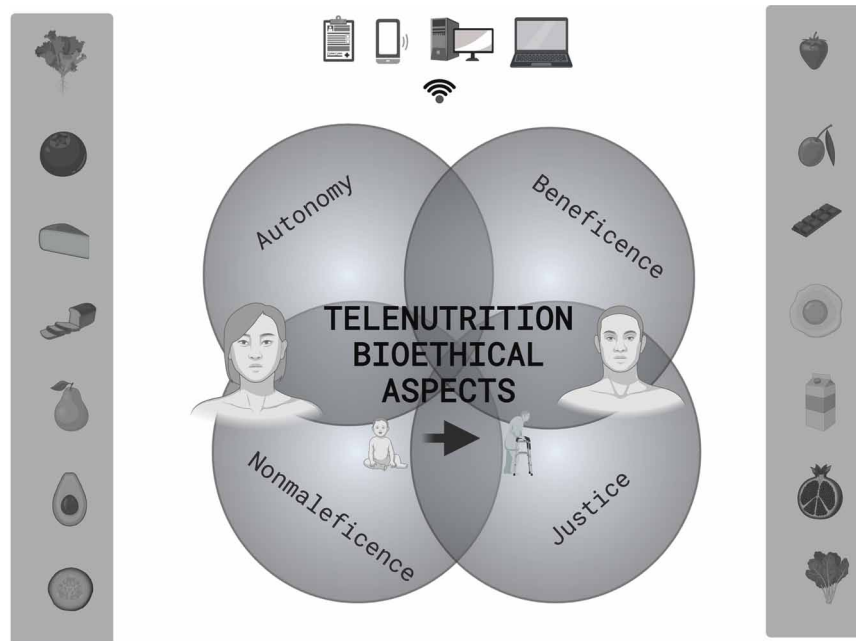 Autonomy
Beneficence
TELENUTRITION
BIOETHICAL
ASPECTS
Nonmaleficence
Justice